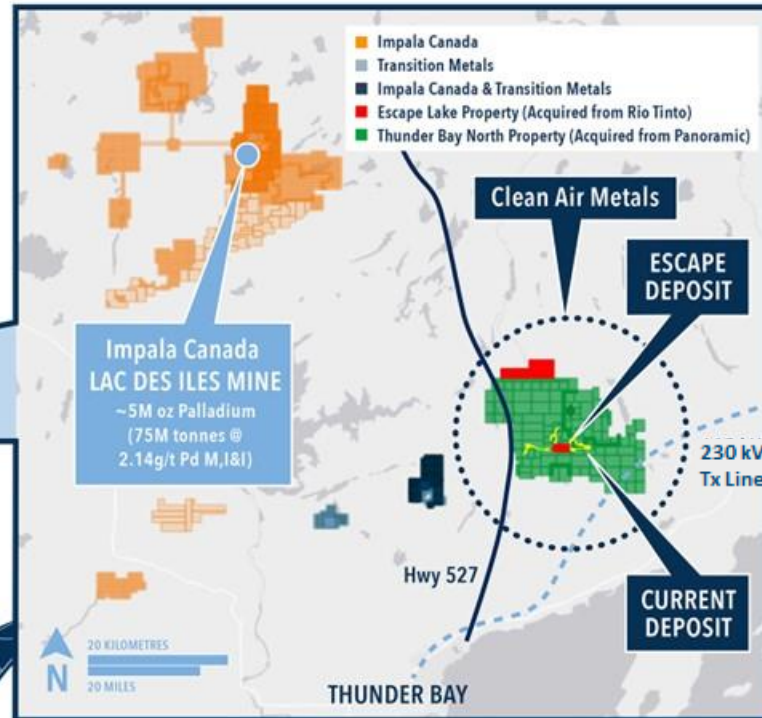 Impala Canada
Transition Metals
Impala Canada & Transition Metals
Escape Lake Property (Acquired from Rio Tinto)
Thunder Bay North Property (Acquired from Panoramic)
Clean Air Metals
ESCAPE
DEPOSIT
Impala Canada
LAC DES ILES MINE
~5M oz Palladium
(75M tonnes @
2.14g/t Pd M,I&I)
230 kV
Tx Line
Hwy 527
CURRENT
DEPOSIT
20 KILOMETRES
N
20 MILES
THUNDER BAY